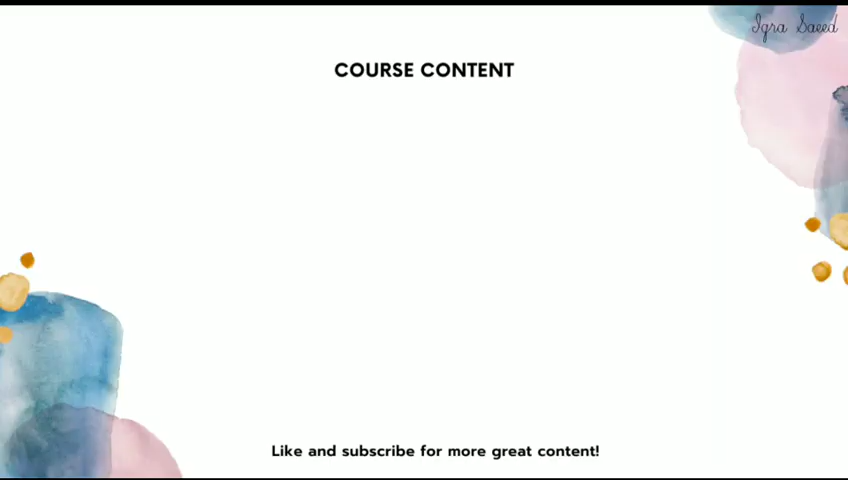 Iqra Saeed
COURSE CONTENT
Like and subscribe for more great content!